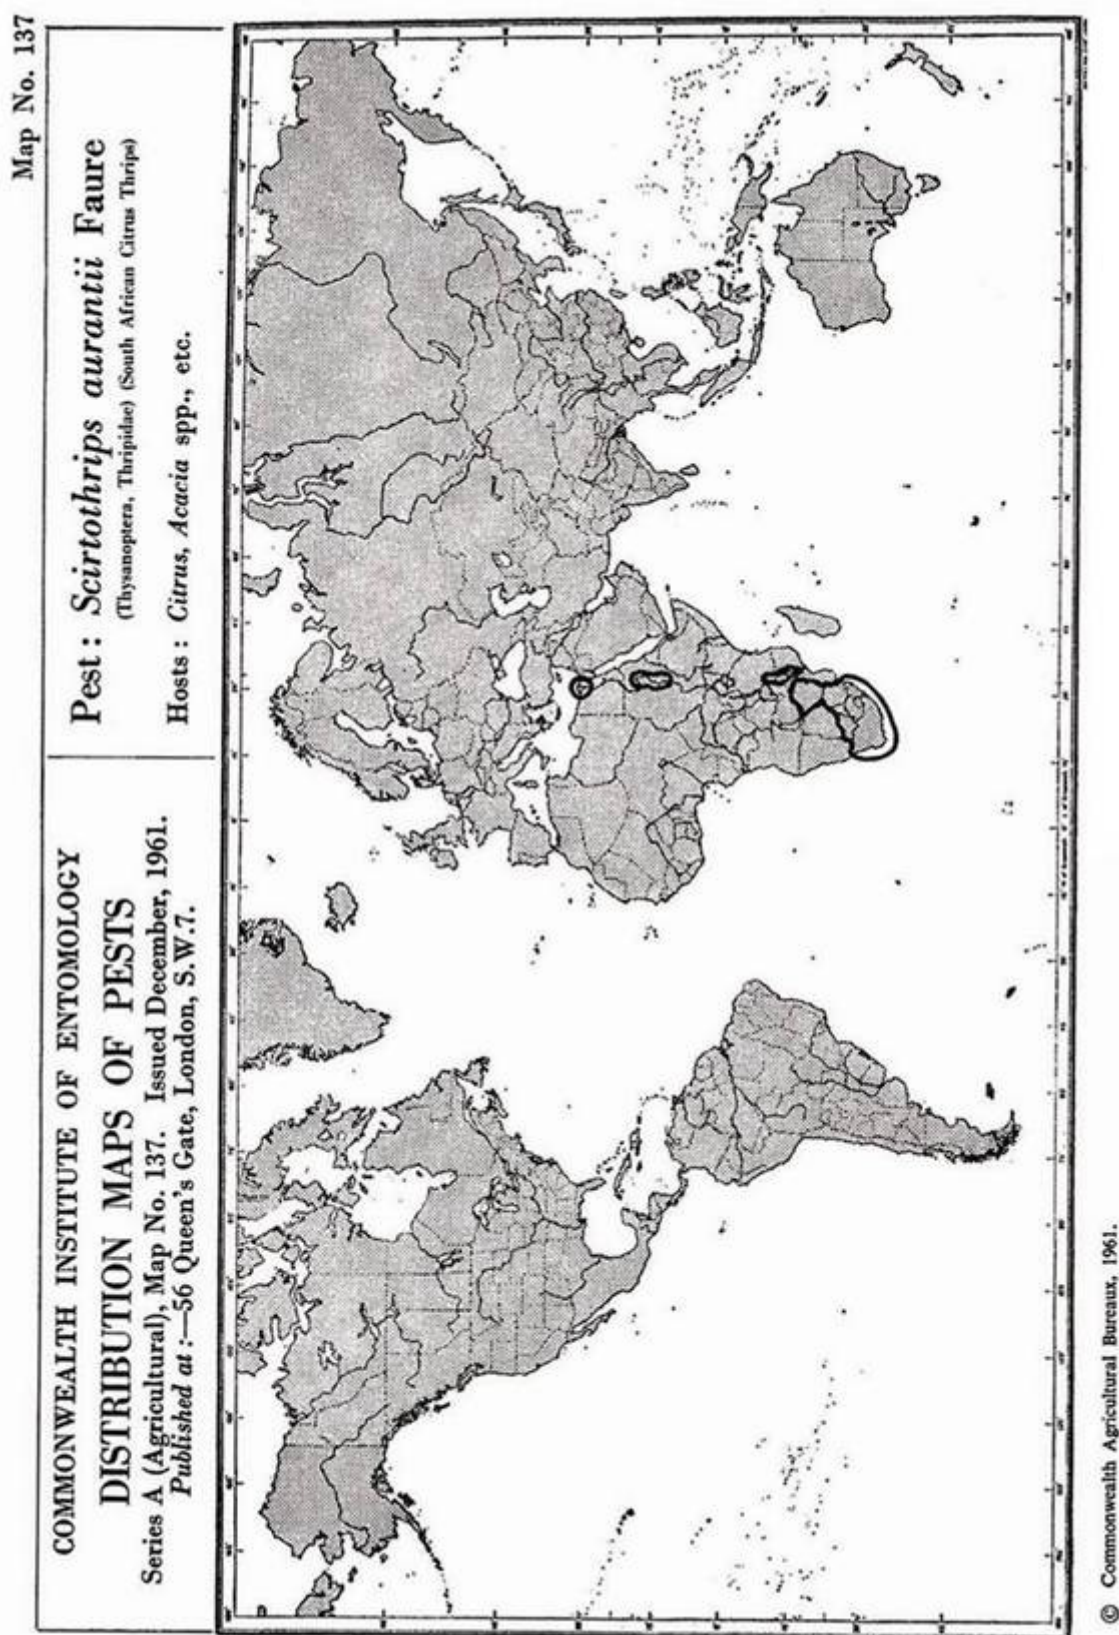 Map No. 137
COMMONWEALTH INSTITUTE OF ENTOMOLOGY
DISTRIBUTION MAPS OF PESTS
Series A (Agricultural), Map No. 137. Issued December, 1961.
Published at :—56 Queen's Gate, London, S.W.7.
Pest : Scirtothrips aurantii Faure
(Thysanoptera, Thripidae) (South African Citrus Thrips)
Hosts : Citrus, Acacia spp., etc.
© Commonwealth Agricultural Bureaux, 1961.